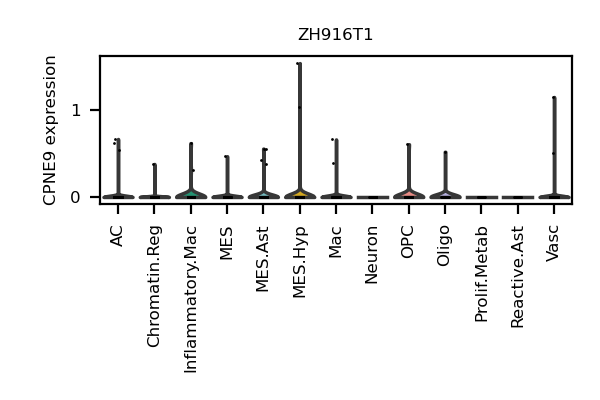 ZH916T1
CPNE9 expression
1
0
AC
Chromatin.Reg
Inflammatory.Mac
MES
MES.Ast
MES.Hyp
Mac
Neuron
OPC
Oligo
Prolif.Metab
Reactive.Ast
Vasc